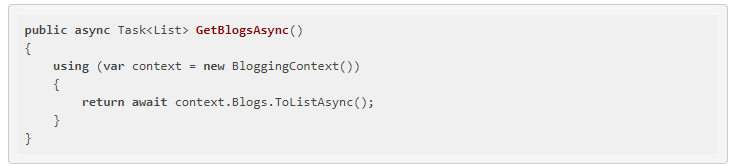 public async Task<List> GetBlogsAsync()
{
    using (var context = new BloggingContext())
    {
        return await context.Blogs.ToListAsync();
    }
}